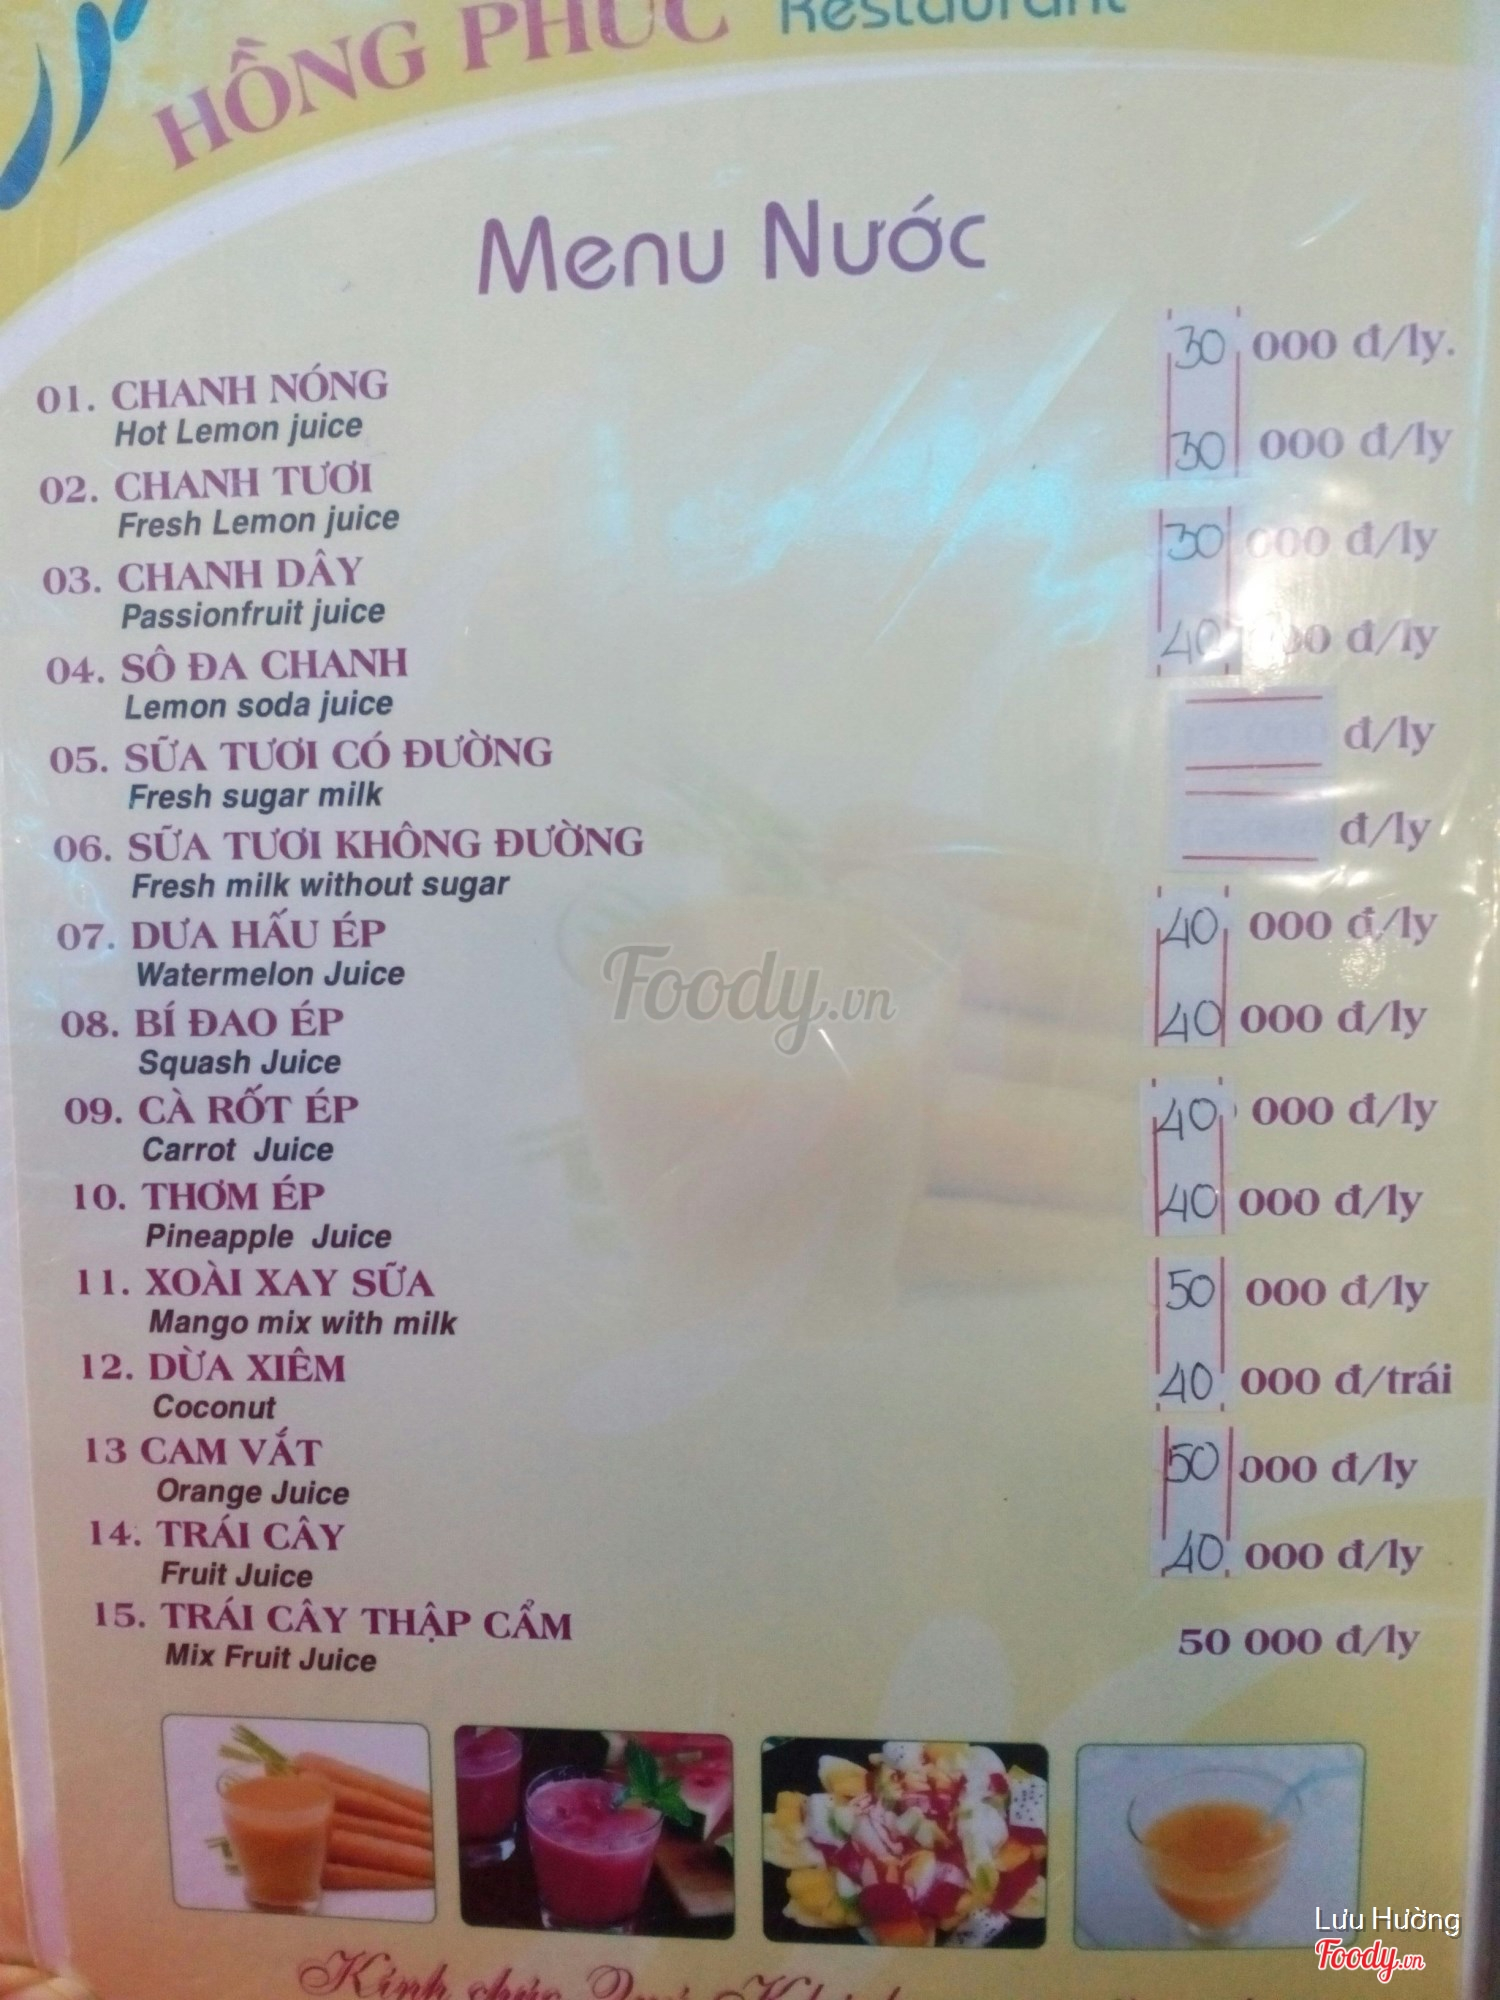 HỒNG PHÚC Restaurant
Menu Nước
01. CHANH NÓNG 30 000 đ/ly.
Hot Lemon juice
02. CHANH TƯƠI 30 000 đ/ly
Fresh Lemon juice
03. CHANH DÂY 30 000 đ/ly
Passionfruit juice
04. SÔ ĐA CHANH 40 000 đ/ly
Lemon soda juice
05. SỮA TƯƠI CÓ ĐƯỜNG đ/ly
Fresh sugar milk
06. SỮA TƯƠI KHÔNG ĐƯỜNG đ/ly
Fresh milk without sugar
07. DƯA HẤU ÉP 40 000 đ/ly
Watermelon Juice
08. BÍ ĐAO ÉP 40 000 đ/ly
Squash Juice
09. CÀ RỐT ÉP 40 000 đ/ly
Carrot Juice
10. THƠM ÉP 40 000 đ/ly
Pineapple Juice
11. XOÀI XAY SỮA 50 000 đ/ly
Mango mix with milk
12. DỪA XIÊM 40 000 đ/trái
Coconut
13 CAM VẮT 50 000 đ/ly
Orange Juice
14. TRÁI CÂY 40 000 đ/ly
Fruit Juice
15. TRÁI CÂY THẬP CẨM 50 000 đ/ly
Mix Fruit Juice
Foody.vn
Lưu Hường
Foody.vn
Kính chúc Quý